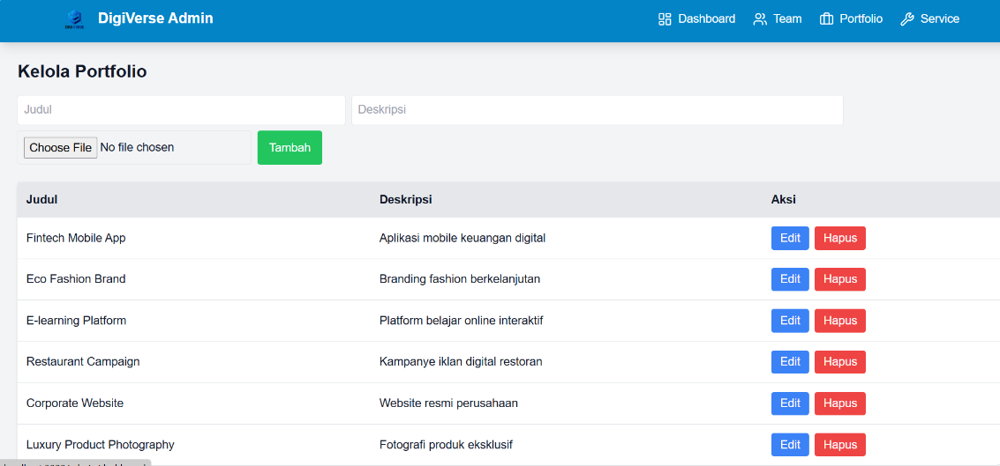 DigiVerse Admin Dashboard Team Portfolio Service
Kelola Portfolio
Judul Deskripsi
Choose File No file chosen Tambah
Judul Deskripsi Aksi
Fintech Mobile App Aplikasi mobile keuangan digital Edit Hapus
Eco Fashion Brand Branding fashion berkelanjutan Edit Hapus
E-learning Platform Platform belajar online interaktif Edit Hapus
Restaurant Campaign Kampanye iklan digital restoran Edit Hapus
Corporate Website Website resmi perusahaan Edit Hapus
Luxury Product Photography Fotografi produk eksklusif Edit Hapus